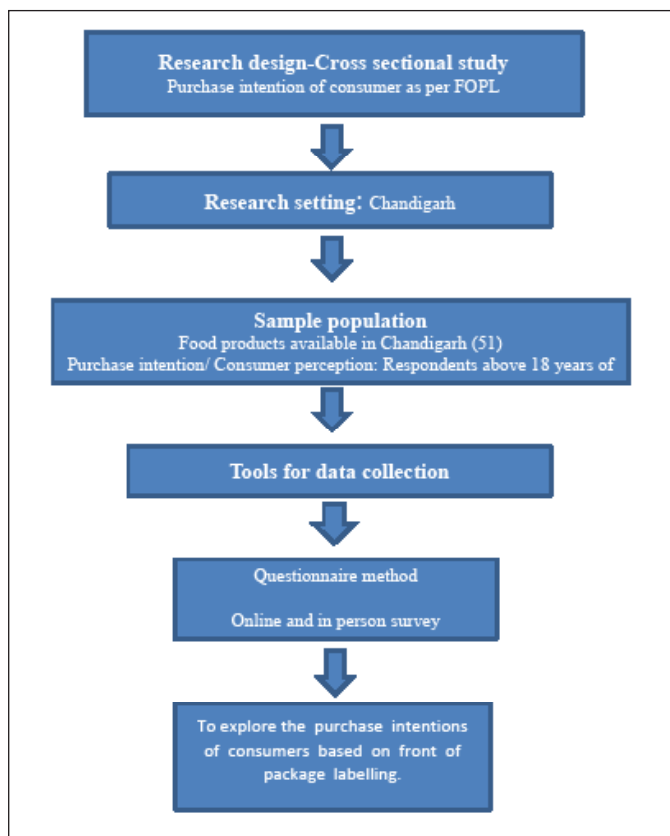 Research design-Cross sectional study
Purchase intention of consumer as per FOPL
Research setting: Chandigarh
Sample population
Food products available in Chandigarh (51)
Purchase intention/ Consumer perception: Respondents above 18 years of
Tools for data collection
Questionnaire method
Online and in person survey
To explore the purchase intentions
of consumers based on front of
package labelling.